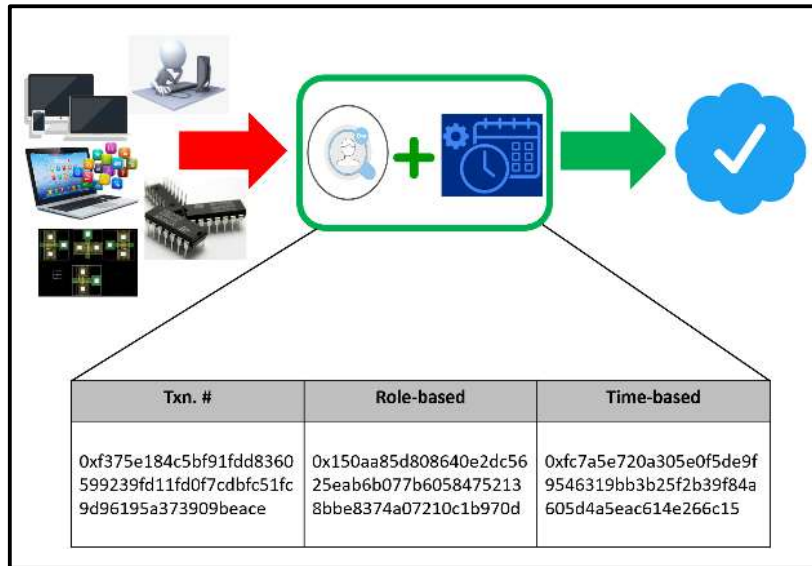 Txn. #
Role-based
Time-based
0xf375e184c5bf91fdd8360
599239fd11fd0f7cdbfc51fc
9d96195a373909beace
0x150aa85d808640e2dc56
25eab6b077b6058475213
8bbe8374a07210c1b970d
0xfc7a5e720a305e0f5de9f
9546319bb3b25f2b39f84a
605d4a5eac614e266c15